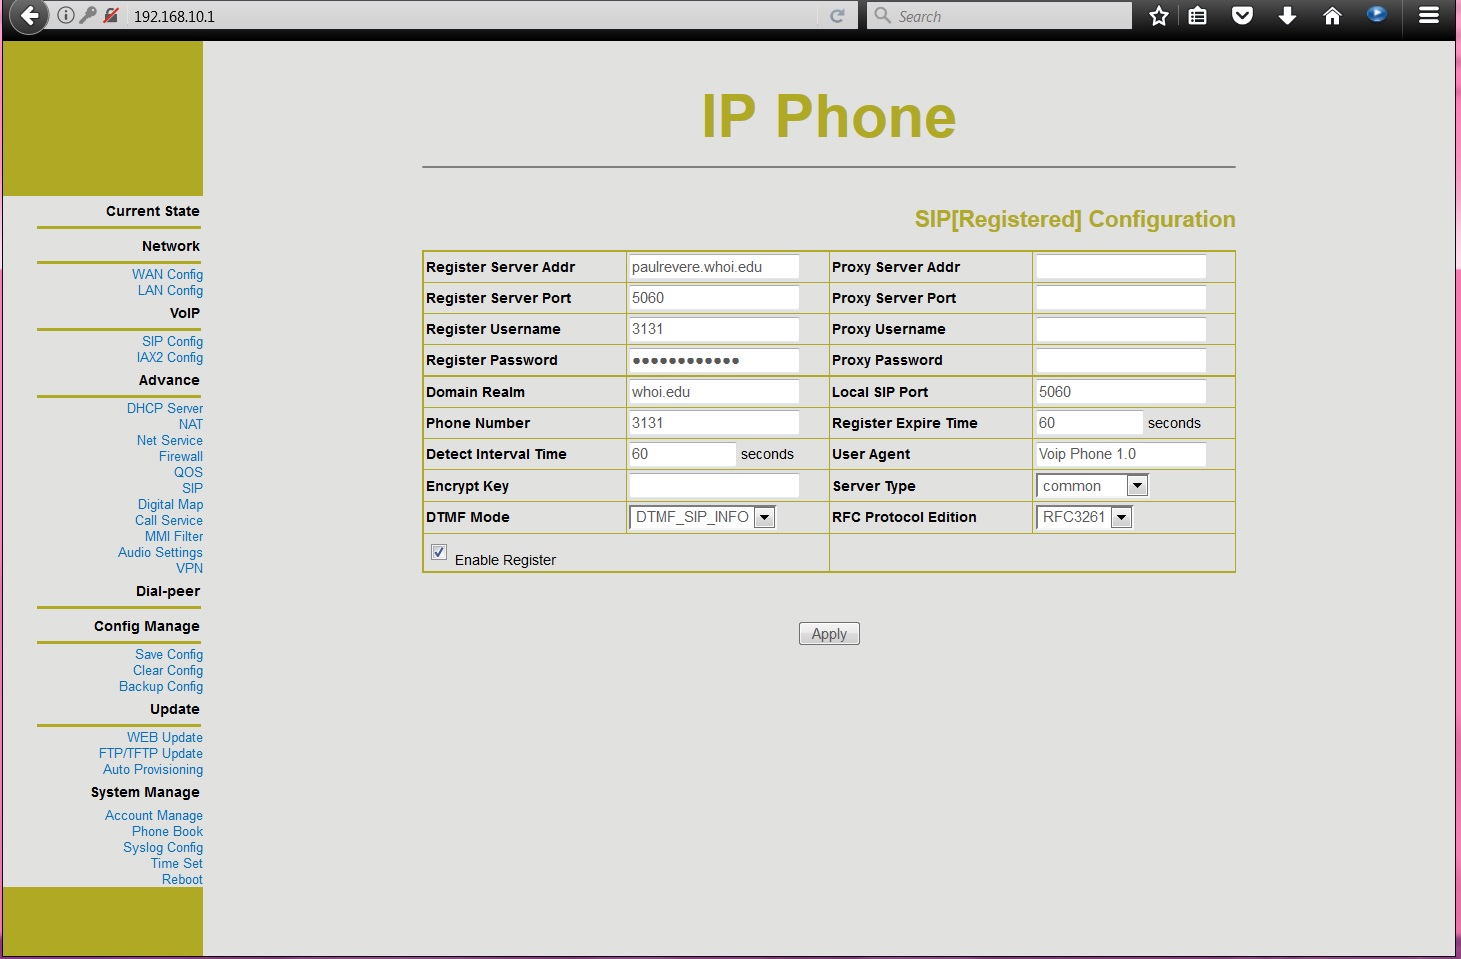 192.168.10.1
Search
IP Phone
Current State
Network
WAN Config
LAN Config
VoIP
SIP Config
IAX2 Config
Advance
DHCP Server
NAT
Net Service
Firewall
QOS
SIP
Digital Map
Call Service
MMI Filter
Audio Settings
VPN
Dial-peer
Config Manage
Save Config
Clear Config
Backup Config
Update
WEB Update
FTP/TFTP Update
Auto Provisioning
System Manage
Account Manage
Phone Book
Syslog Config
Time Set
Reboot
SIP[Registered] Configuration
Register Server Addr paulrevere.whoi.edu Proxy Server Addr
Register Server Port 5060 Proxy Server Port
Register Username 3131 Proxy Username
Register Password ●●●●●●●●●●●● Proxy Password
Domain Realm whoi.edu Local SIP Port 5060
Phone Number 3131 Register Expire Time 60 seconds
Detect Interval Time 60 seconds User Agent Voip Phone 1.0
Encrypt Key Server Type common
DTMF Mode DTMF_SIP_INFO RFC Protocol Edition RFC3261
Enable Register
Apply